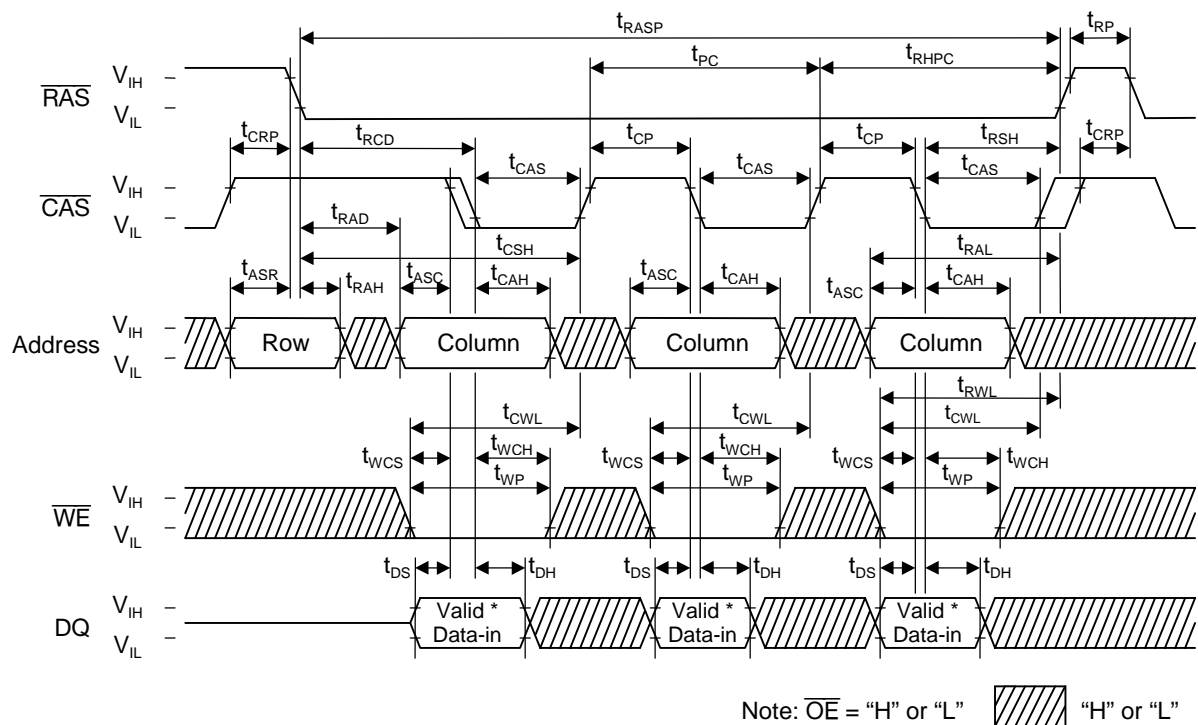 tRASP tRP
tPC tRHPC
VIH
RAS
VIL
tCRP tRCD tCP tCP tRSH tCRP
tCAS tCAS tCAS
VIH
CAS
VIL
tRAD
tCSH tRAL
tASR tRAH tASC tCAH tASC tCAH tASC tCAH
VIH
Address Row Column Column Column
VIL
tRWL
tCWL tCWL tCWL
tWCS tWCH tWCS tWCH tWCS tWCH
tWP tWP tWP
VIH
WE
VIL
tDS tDH tDS tDH tDS tDH
VIH
DQ
VIL
Valid * Valid * Valid *
Data-in Data-in Data-in
Note: OE = “H” or “L” “H” or “L”